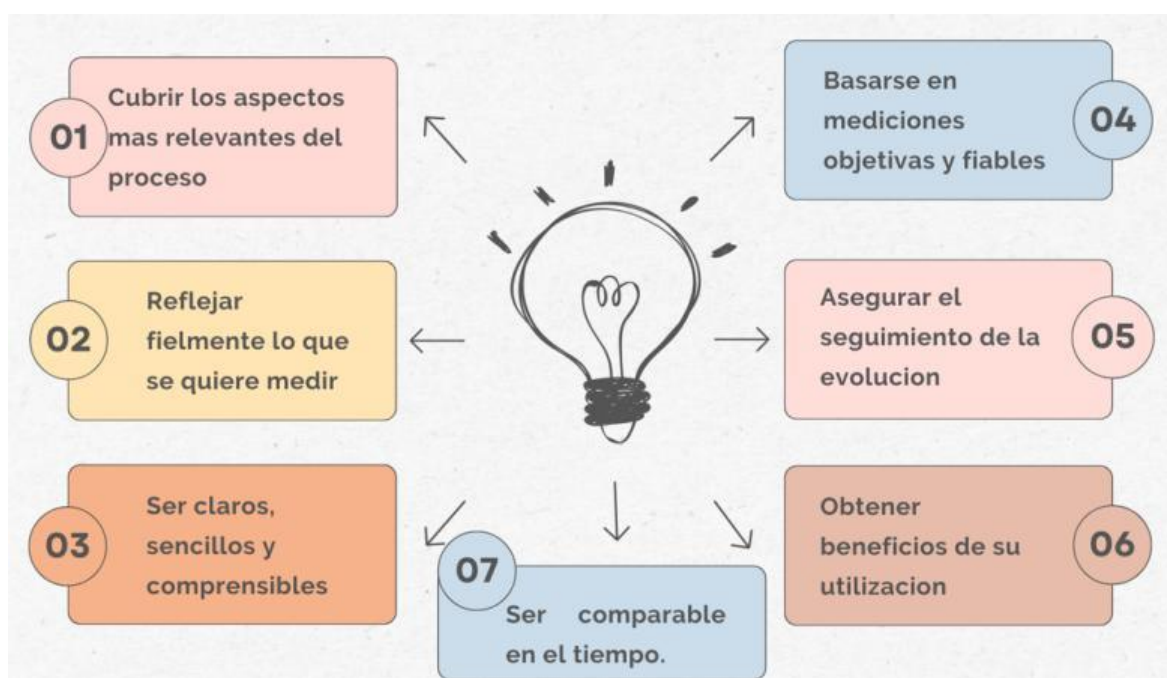 01
Cubrir los aspectos
mas relevantes del
proceso
02
Reflejar
fielmente lo que
se quiere medir
03
Ser claros,
sencillos y
comprensibles
04
Basarse en
mediciones
objetivas y fiables
05
Asegurar el
seguimiento de la
evolucion
06
Obtener
beneficios de su
utilizacion
07
Ser comparable
en el tiempo.